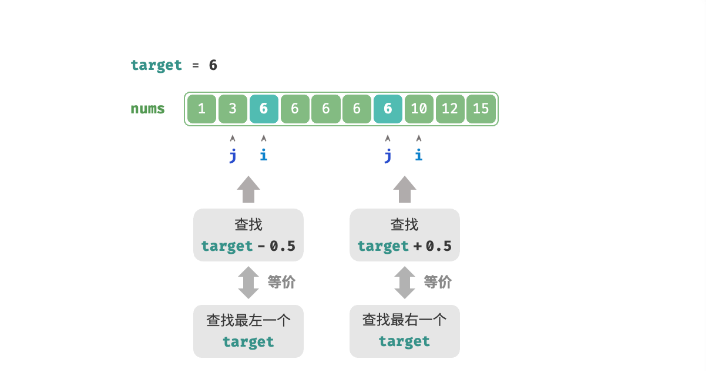 target = 6
nums 1 3 6 6 6 6 6 10 12 15
j i j i
查找 查找
target - 0.5 target + 0.5
等价 等价
查找最左一个 查找最右一个
target target